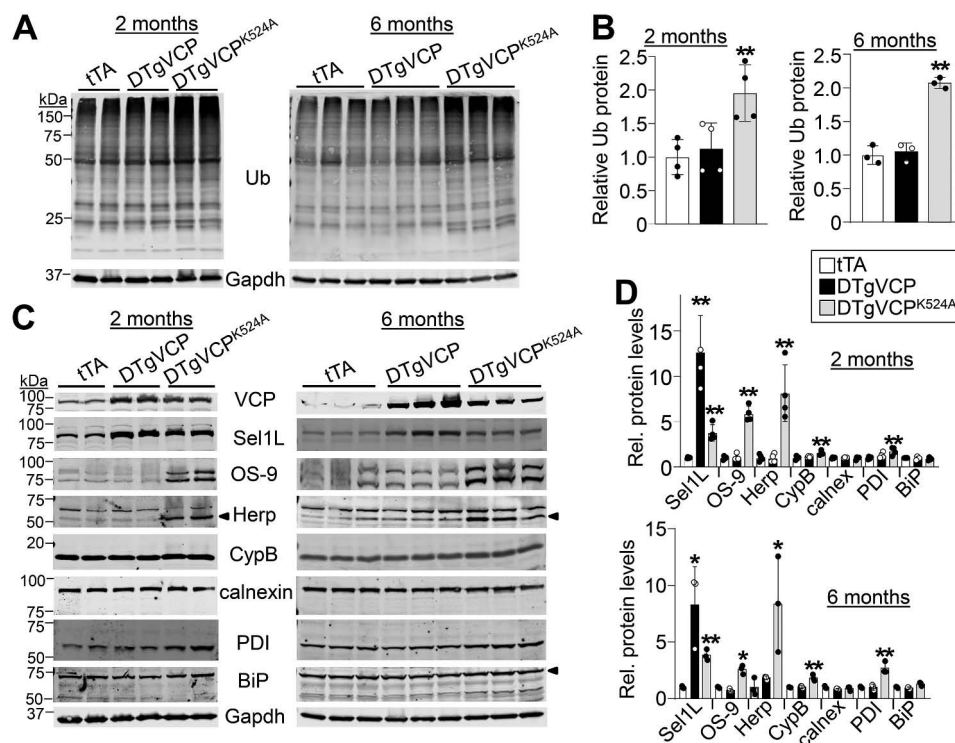 A
2 months
6 months
tTA
DTgVCP
DTgVCPK524A
tTA
DTgVCP
DTgVCPK524A
kDa
150
75
50
25
37
Ub
Gapdh
B
2 months
6 months
Relative Ub protein
2.5
2.0
1.5
1.0
0.5
0
**
Relative Ub protein
2.5
2.0
1.5
1.0
0.5
0.0
**
tTA
DTgVCP
DTgVCPK524A
C
2 months
6 months
tTA
DTgVCP
DTgVCPK524A
tTA
DTgVCP
DTgVCPK524A
kDa
100
75
VCP
100
75
Sel1L
100
75
OS-9
75
50
Herp
20
CypB
100
75
calnexin
75
50
PDI
75
50
BiP
37
Gapdh
D
Rel. protein levels
15
10
5
0
2 months
**
**
**
**
**
**
Sel1L
OS-9
Herp
CypB
calnex
PDI
BiP
Rel. protein levels
15
10
5
0
6 months
*
**
*
*
**
**
Sel1L
OS-9
Herp
CypB
calnex
PDI
BiP